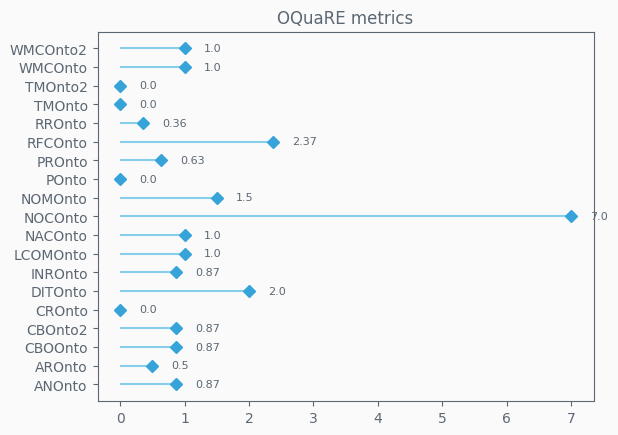 OQuaRE metrics
WMCOnto2 1.0
WMCOnto 1.0
TMOnto2 0.0
TMOnto 0.0
RROnto 0.36
RFCOnto 2.37
PROnto 0.63
POnto 0.0
NOMOnto 1.5
NOCOnto 7.0
NACOnto 1.0
LCOMOnto 1.0
INROnto 0.87
DITOnto 2.0
CROnto 0.0
CBOnto2 0.87
CBOOnto 0.87
AROnto 0.5
ANOnto 0.87
0 1 2 3 4 5 6 7